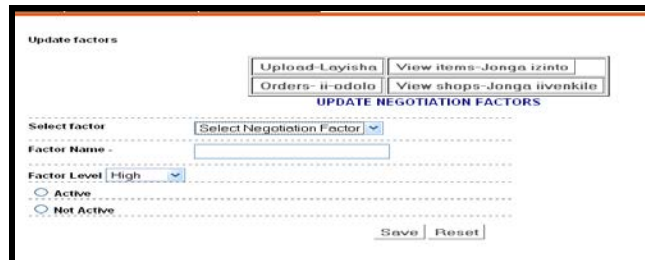 Update factors
Upload-Layisha View items-Jonga izinto
Orders- ii-odolo View shops-Jonga iivenkile
UPDATE NEGOTIATION FACTORS
Select factor Select Negotiation Factor
Factor Name -
Factor Level High
Active
Not Active
Save Reset